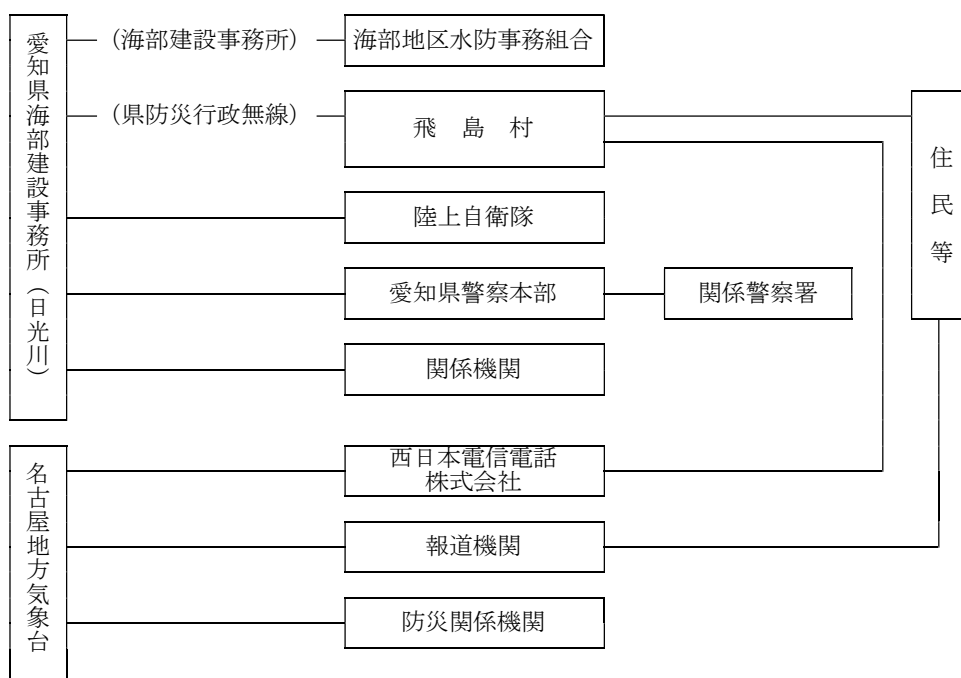 愛知県海部建設事務所（日光川）
（海部建設事務所）
海部地区水防事務組合
（県防災行政無線）
飛島村
陸上自衛隊
愛知県警察本部
関係警察署
関係機関
住民等
名古屋地方気象台
西日本電信電話
株式会社
報道機関
防災関係機関